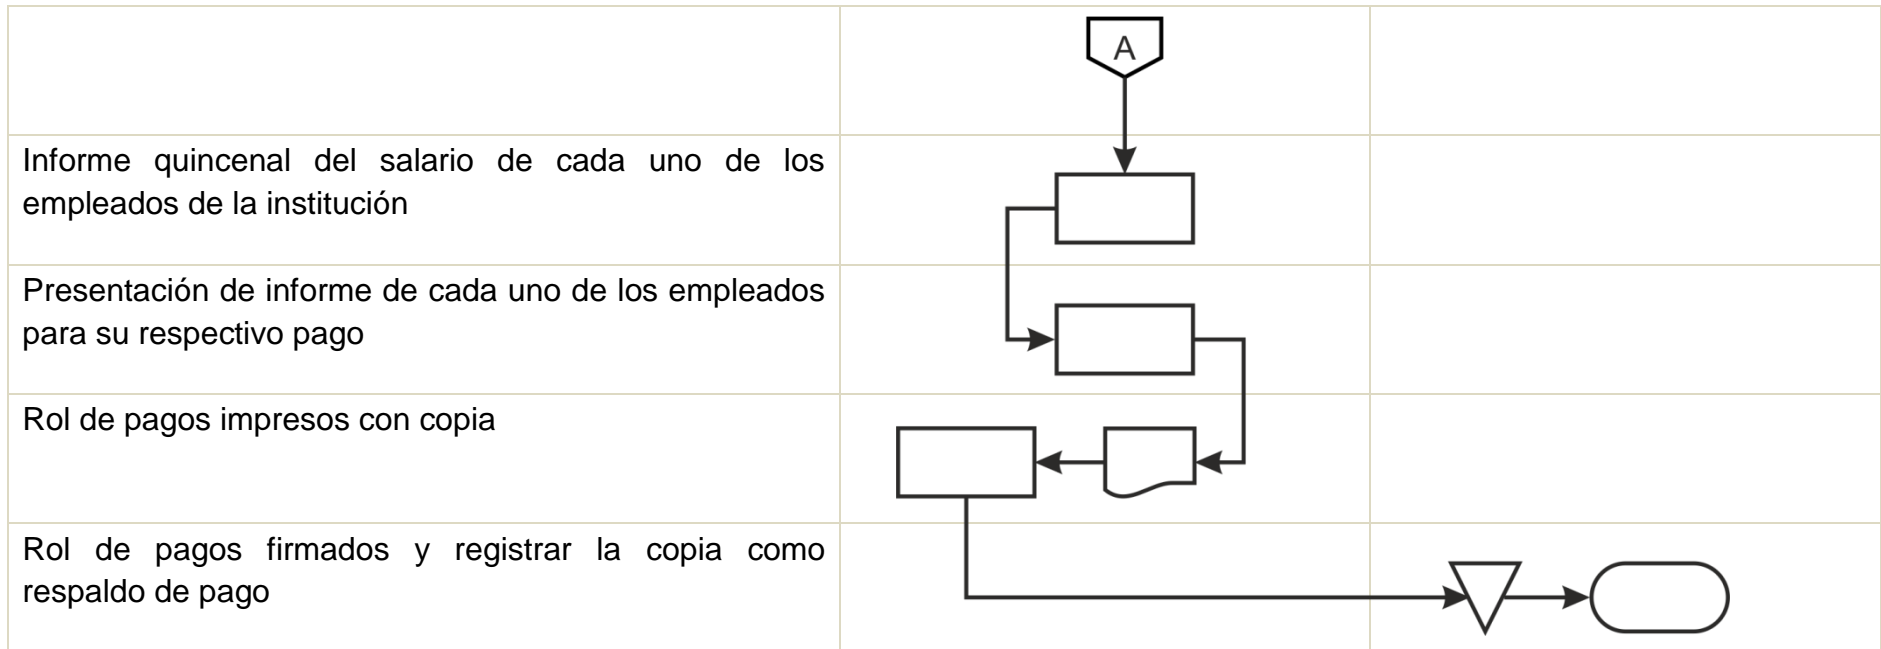 A
Informe quincenal del salario de cada uno de los
empleados de la institución
Presentación de informe de cada uno de los empleados
para su respectivo pago
Rol de pagos impresos con copia
Rol de pagos firmados y registrar la copia como
respaldo de pago